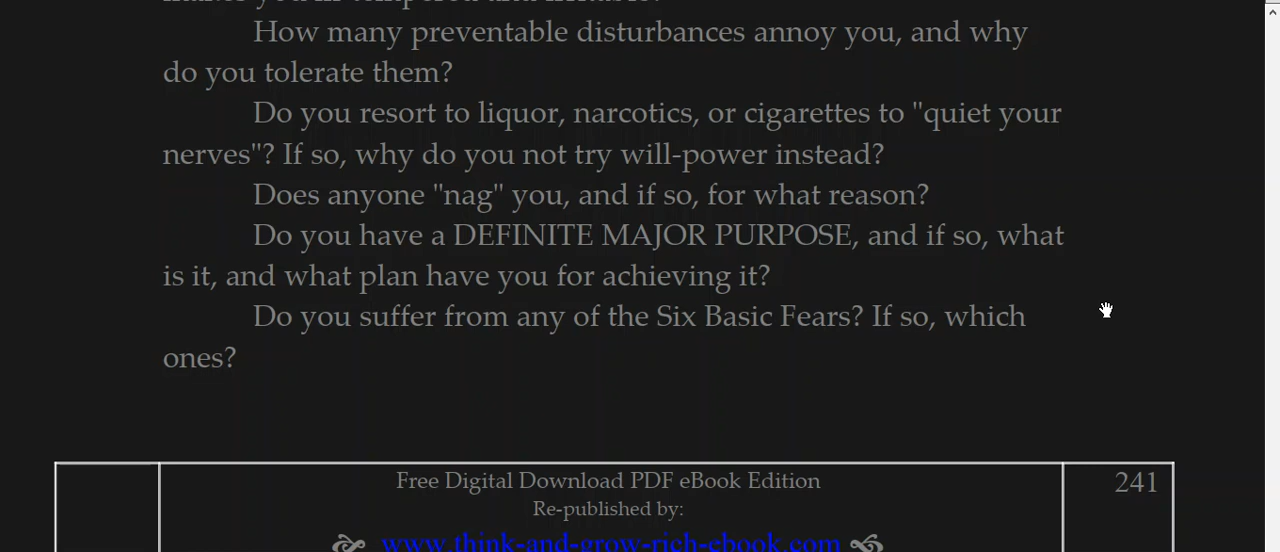 How many preventable disturbances annoy you, and why
do you tolerate them?
Do you resort to liquor, narcotics, or cigarettes to "quiet your
nerves"? If so, why do you not try will-power instead?
Does anyone "nag" you, and if so, for what reason?
Do you have a DEFINITE MAJOR PURPOSE, and if so, what
is it, and what plan have you for achieving it?
Do you suffer from any of the Six Basic Fears? If so, which
ones?
Free Digital Download PDF eBook Edition
241
Re-published by:
www.think-and-grow-rich-ebook.com